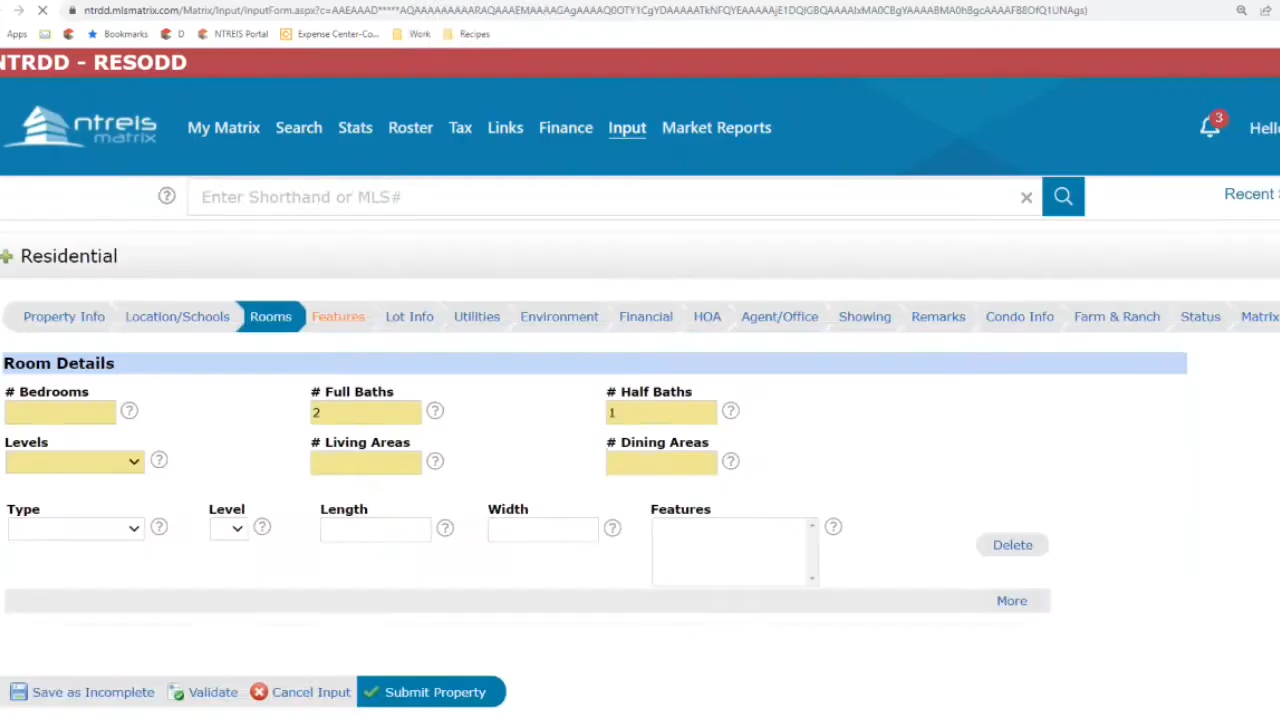 ntrdd.mlsmatrix.com/Matrix/Input/InputForm.aspx?c=AAEAAAD*****AQAAAAAAAAARAQAAAEMAAAAGAgAAAAQ0OTY1CgYDAAAAATkNFQYEAAAAAjE1DQIGBQAAAAIxMA0CBgYAAAABMA0hBgcAAAAFB8OfQ1UNAgs)
Apps Bookmarks D NTREIS Portal Expense Center-Co... Work Recipes
NTRDD - RESODD
ntreis matrix My Matrix Search Stats Roster Tax Links Finance Input Market Reports 3 Hell
? Enter Shorthand or MLS# × Recent
Residential
Property Info Location/Schools Rooms Features Lot Info Utilities Environment Financial HOA Agent/Office Showing Remarks Condo Info Farm & Ranch Status Matrix
Room Details
# Bedrooms # Full Baths # Half Baths
? 2 ? 1 ?
Levels # Living Areas # Dining Areas
? ? ?
Type Level Length Width Features
? ? ? ? ?
Delete
More
Save as Incomplete Validate Cancel Input Submit Property